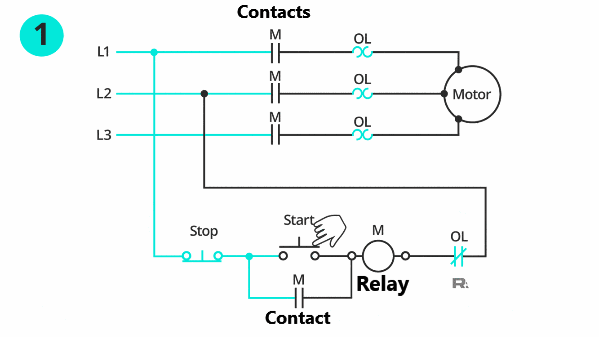 1
Contacts
L1 M OL
L2 M OL Motor
L3 M OL
Stop Start M OL
M Relay
Contact